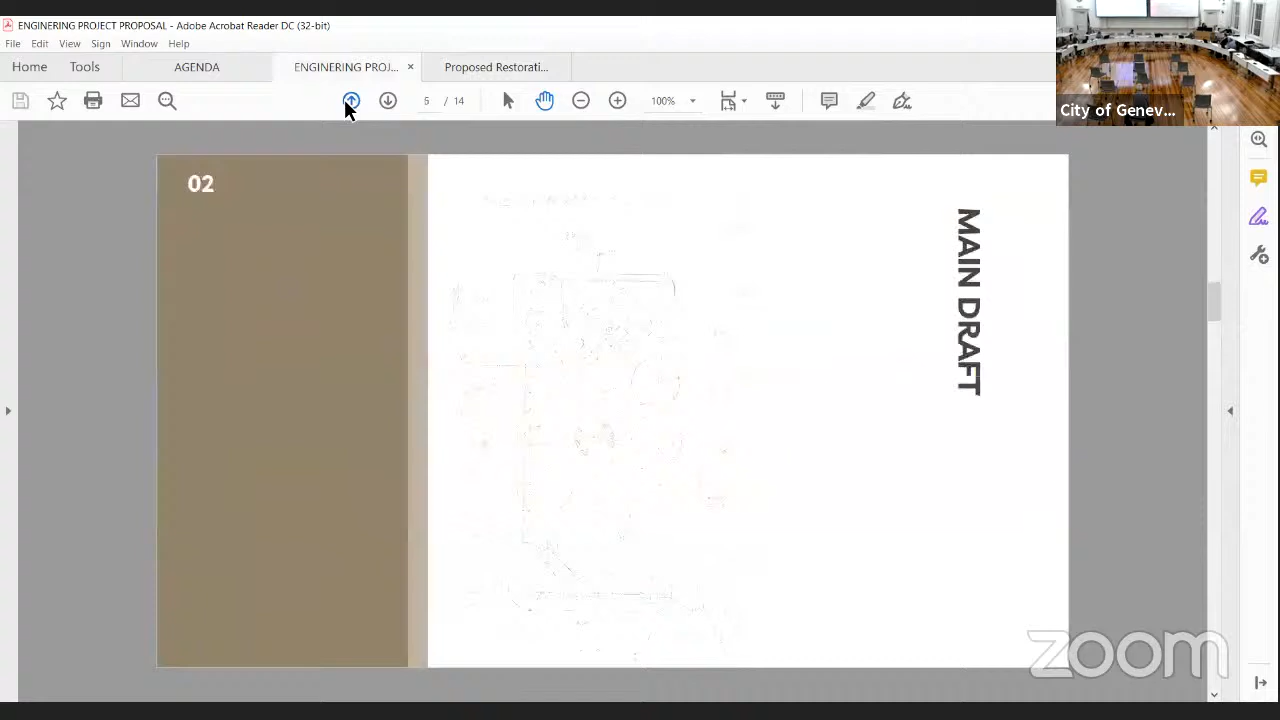 ENGINERING PROJECT PROPOSAL - Adobe Acrobat Reader DC (32-bit)
File Edit View Sign Window Help
Home Tools AGENDA ENGINERING PROJ... × Proposed Restorati...
5 / 14 100%
City of Genev...
02
MAIN DRAFT
zoom